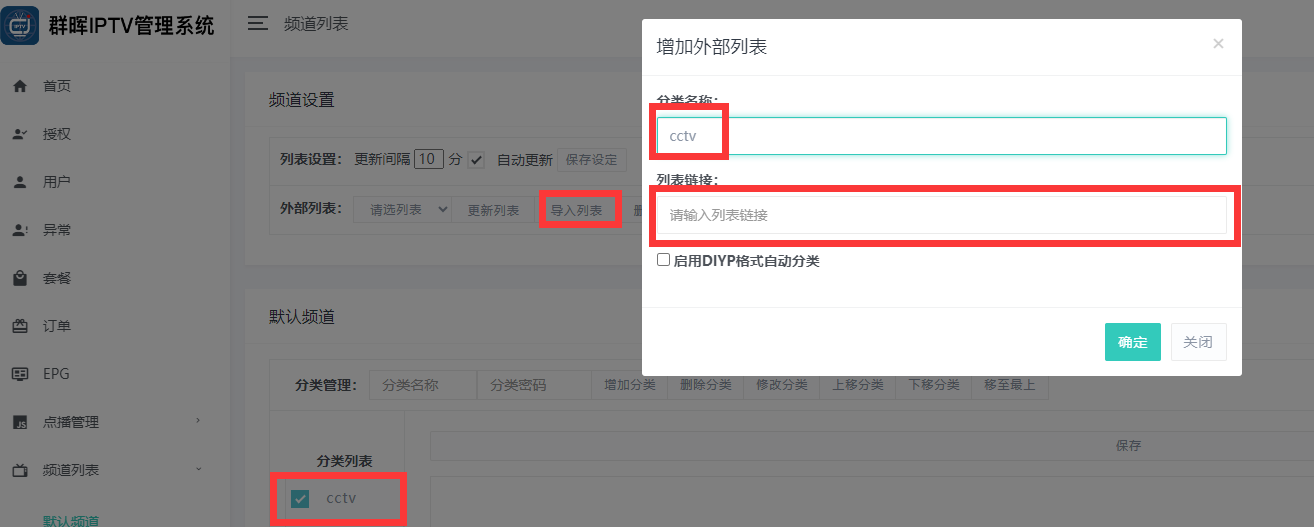 群晖IPTV管理系统
频道列表
首页
授权
用户
异常
套餐
订单
EPG
点播管理
频道列表
默认频道
频道设置
列表设置： 更新间隔 10 分 自动更新 保存设定
外部列表： 请选列表 更新列表 导入列表
默认频道
分类管理： 分类名称 分类密码 增加分类 删除分类 修改分类 上移分类 下移分类 移至最上
分类列表
保存
cctv
增加外部列表
×
分类名称：
cctv
列表链接：
请输入列表链接
启用DIYP格式自动分类
确定 关闭